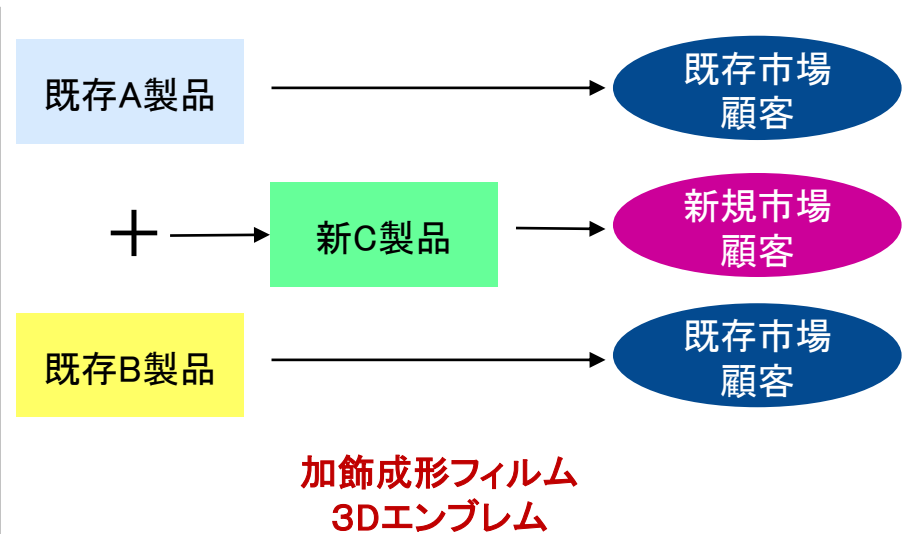 既存A製品
既存市場
顧客
＋
新C製品
新規市場
顧客
既存B製品
既存市場
顧客
加飾成形フィルム
３Dエンブレム